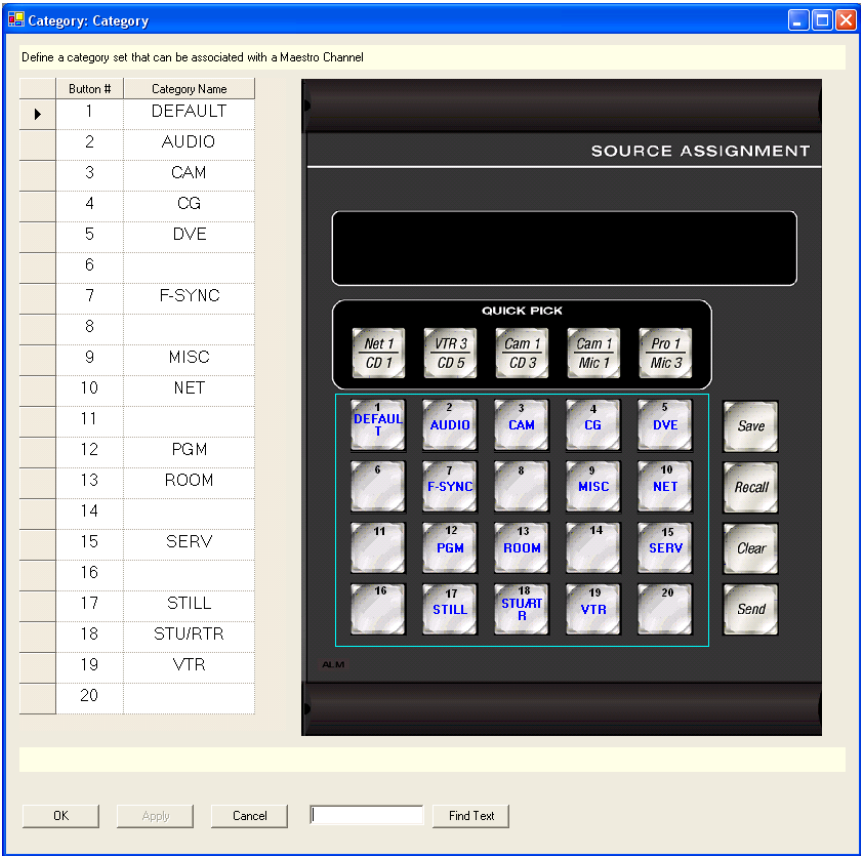 Category: Category
Define a category set that can be associated with a Maestro Channel
Button # Category Name
1 DEFAULT
2 AUDIO
3 CAM
4 CG
5 DVE
6
7 F-SYNC
8
9 MISC
10 NET
11
12 PGM
13 ROOM
14
15 SERV
16
17 STILL
18 STU/RTR
19 VTR
20
SOURCE ASSIGNMENT
QUICK PICK
Net 1 VTR 3 Cam 1 Cam 1 Pro 1
CD 1 CD 5 CD 3 Mic 1 Mic 3
1 2 3 4 5
DEFAUL AUDIO CAM CG DVE Save
T
6 7 8 9 10
F-SYNC MISC NET Recall
11 12 13 14 15
PGM ROOM SERV Clear
16 17 18 19 20
STILL STU/RT VTR Send
R
ALM
OK Apply Cancel Find Text